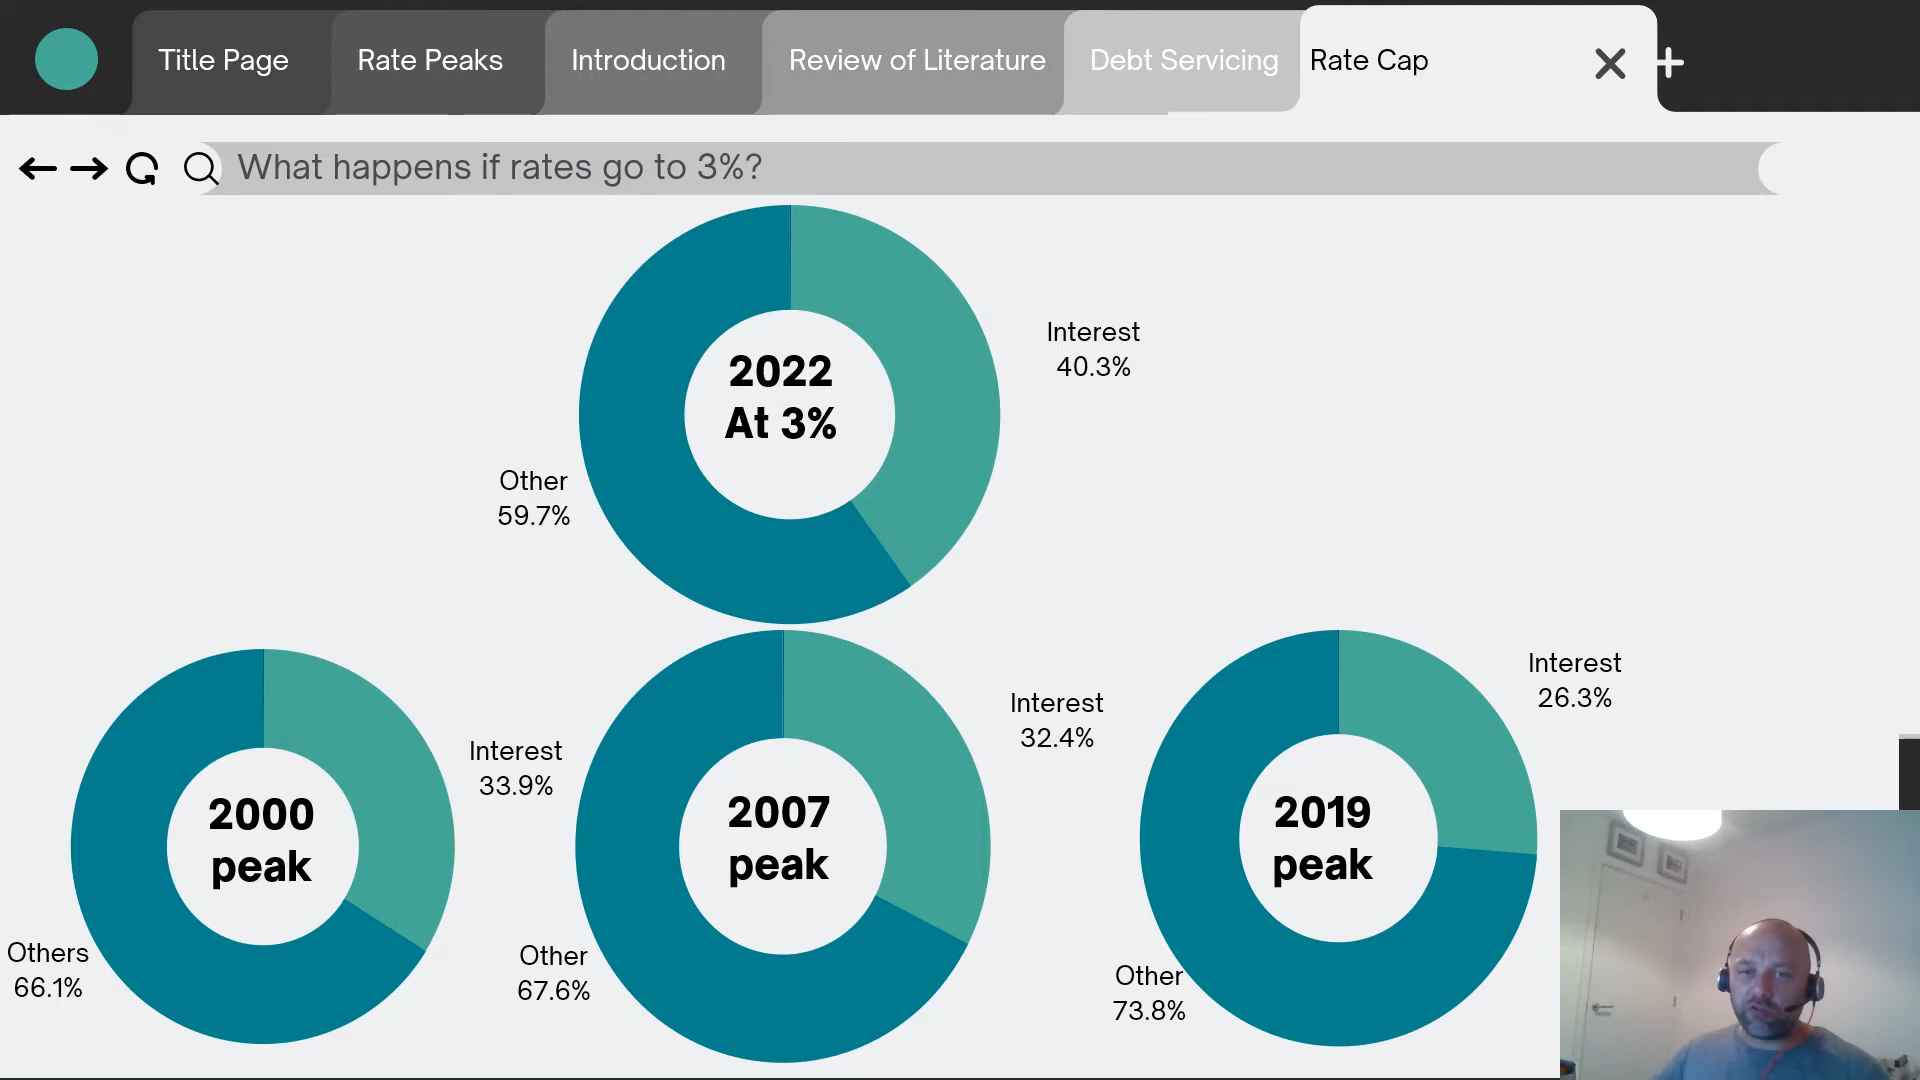 Title Page
Rate Peaks
Introduction
Review of Literature
Debt Servicing
Rate Cap
What happens if rates go to 3%?
2022
At 3%
Interest
40.3%
Other
59.7%
2000
peak
Interest
33.9%
Others
66.1%
2007
peak
Interest
32.4%
Other
67.6%
2019
peak
Interest
26.3%
Other
73.8%